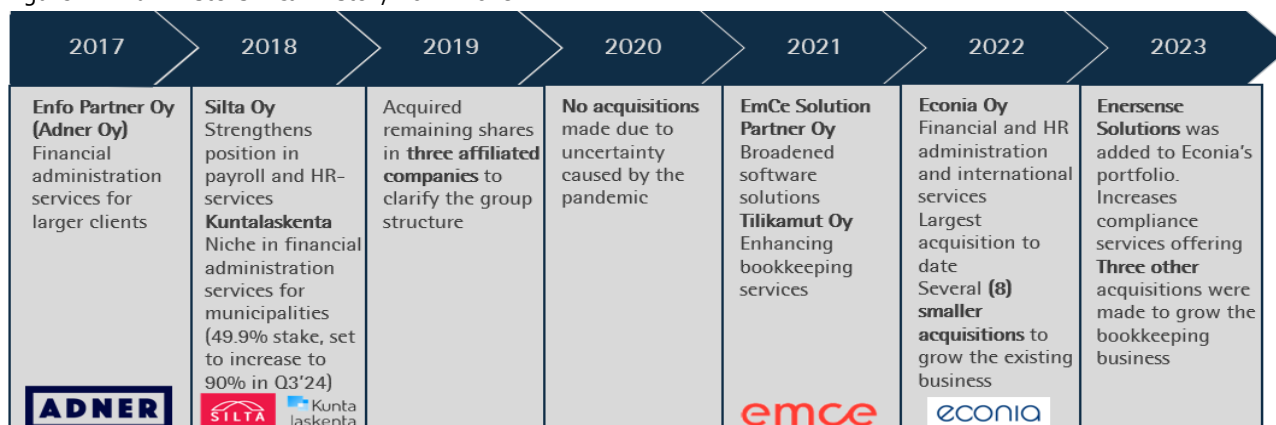 2017 2018 2019 2020 2021 2022 2023
Enfo Partner Oy
(Adner Oy)
Financial
administration
services for
larger clients
ADNER
Silta Oy
Strengthens
position in
payroll and HR-
services
Kuntalaskenta
Niche in financial
administration
services for
municipalities
(49.9% stake, set
to increase to
90% in Q3'24)
SILTA
Kunta
laskenta
Acquired
remaining shares
in three affiliated
companies to
clarify the group
structure
No acquisitions
made due to
uncertainty
caused by the
pandemic
EmCe Solution
Partner Oy
Broadened
software
solutions
Tilikamut Oy
Enhancing
bookkeeping
services
emce
Econia Oy
Financial and HR
administration
and international
services
Largest
acquisition to
date
Several (8)
smaller
acquisitions to
grow the existing
business
econia
Enersense
Solutions was
added to Econia's
portfolio.
Increases
compliance
services offering
Three other
acquisitions were
made to grow the
bookkeeping
business